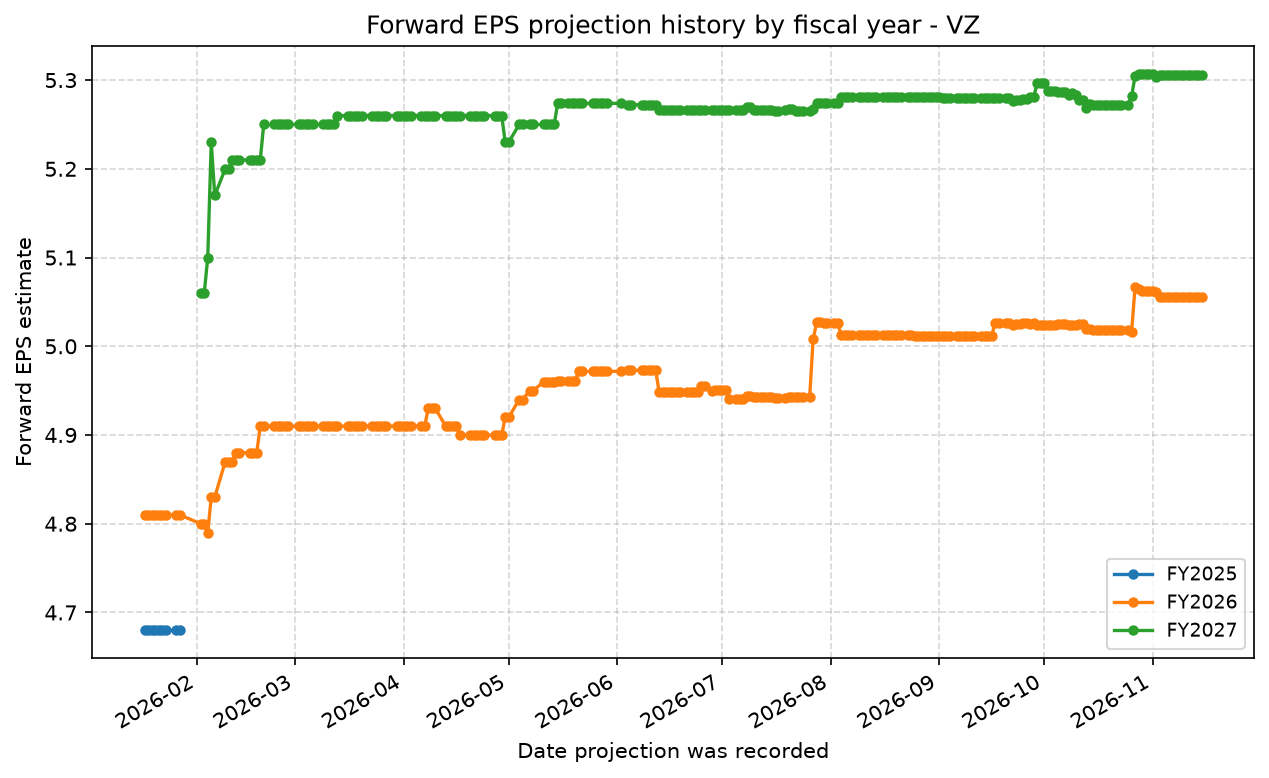 Forward EPS projection history by fiscal year - VZ
Forward EPS estimate
5.3
5.2
5.1
5.0
4.9
4.8
4.7
FY2025
FY2026
FY2027
2026-02
2026-03
2026-04
2026-05
2026-06
2026-07
2026-08
2026-09
2026-10
2026-11
Date projection was recorded